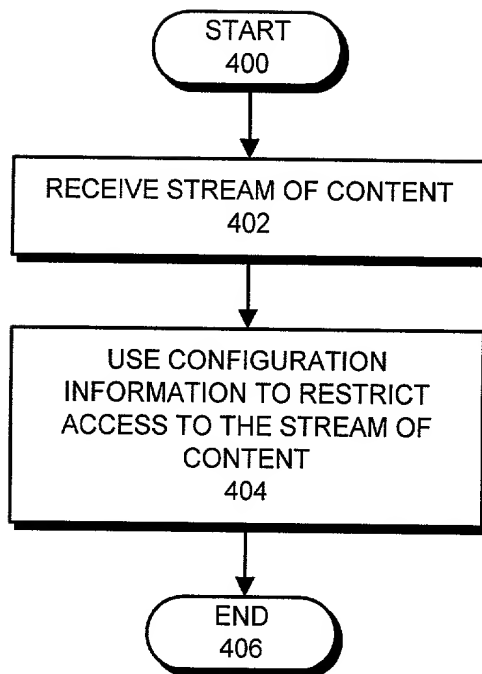 START
400
RECEIVE STREAM OF CONTENT
402
USE CONFIGURATION
INFORMATION TO RESTRICT
ACCESS TO THE STREAM OF
CONTENT
404
END
406